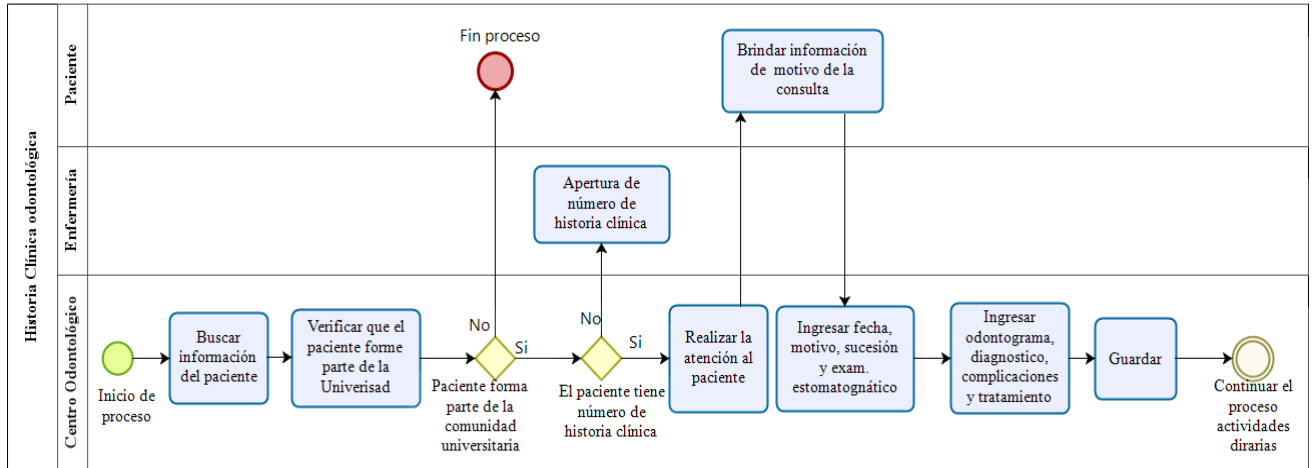 Historia Clínica odontológica
Paciente
Fin proceso
Brindar información
de motivo de la
consulta
Enfermería
Apertura de
número de
historia clínica
Centro Odontológico
Inicio de
proceso
Buscar
información
del paciente
Verificar que el
paciente forme
parte de la
Univerisad
No
Si
Paciente forma
parte de la
comunidad
universitaria
No
Si
El paciente tiene
número de
historia clínica
Realizar la
atención al
paciente
Ingresar fecha,
motivo, sucesión
y exam.
estomatognático
Ingresar
odontograma,
diagnostico,
complicaciones
y tratamiento
Guardar
Continuar el
proceso
actividades
dirarias